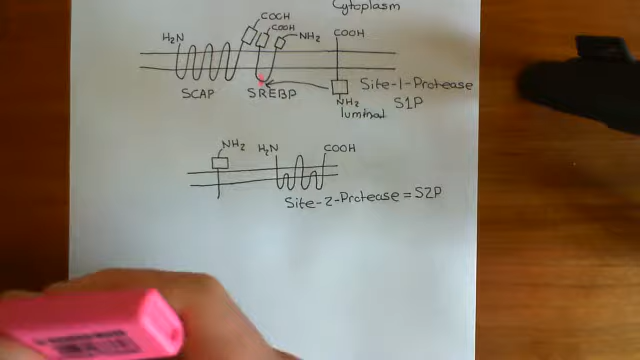 Cytoplasm
COOH
COOH
H₂N
NH₂
COOH
SCAP
SREBP
Site-1-Protease
S1P
NH₂
luminal
NH₂
H₂N
COOH
Site-2-Protease = S2P